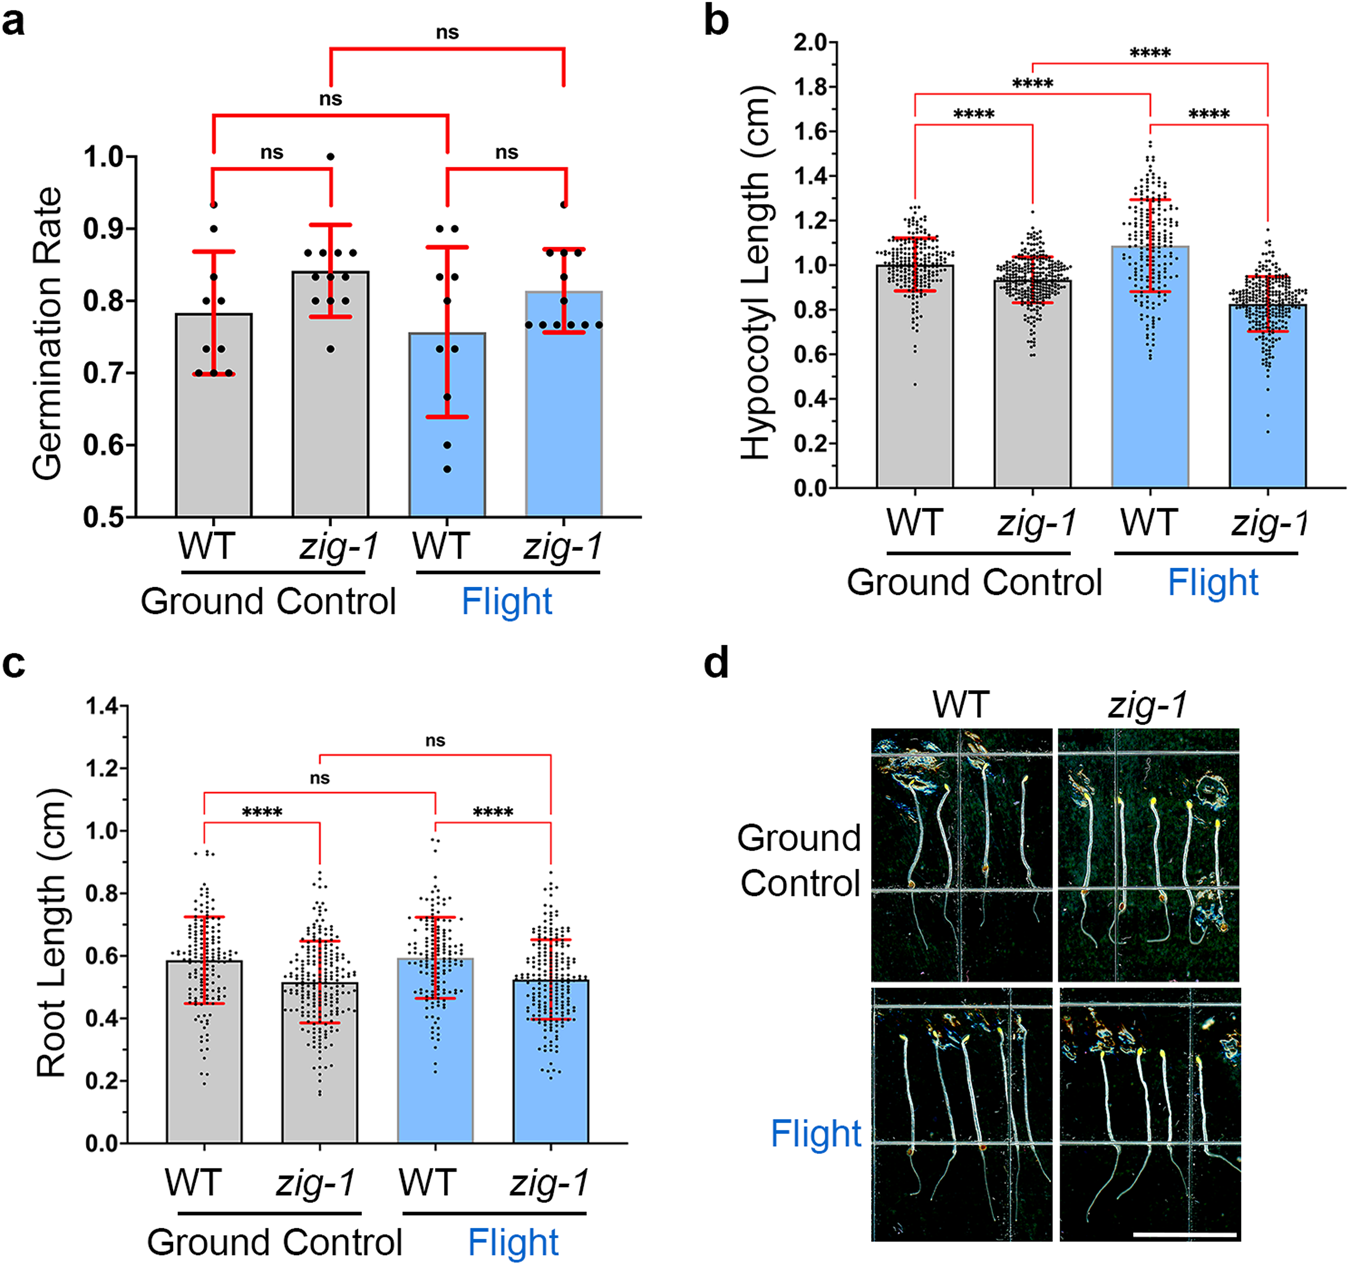 a
ns
ns
ns
ns
Germination Rate
1.0
0.9
0.8
0.7
0.6
0.5
WT
zig-1
WT
zig-1
Ground Control
Flight
b
****
****
****
****
Hypocotyl Length (cm)
2.0
1.8
1.6
1.4
1.2
1.0
0.8
0.6
0.4
0.2
0.0
WT
zig-1
WT
zig-1
Ground Control
Flight
c
ns
ns
****
****
Root Length (cm)
1.4
1.2
1.0
0.8
0.6
0.4
0.2
0.0
WT
zig-1
WT
zig-1
Ground Control
Flight
d
WT
zig-1
Ground
Control
Flight